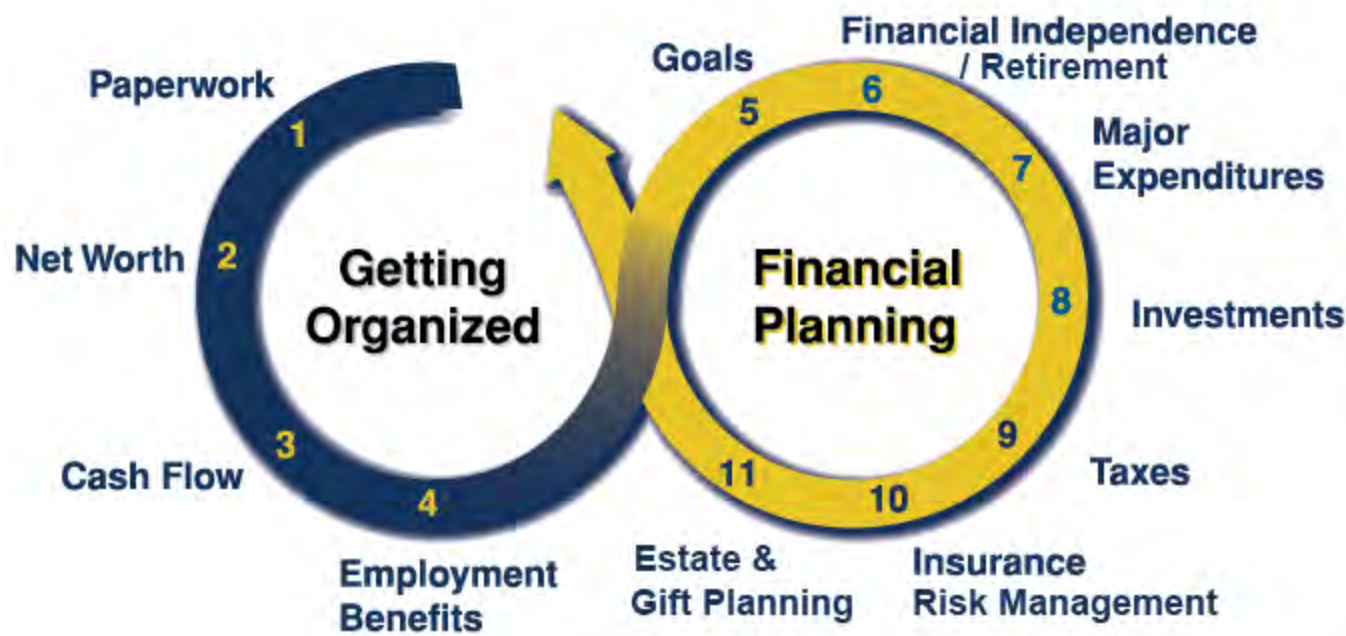 Paperwork
1
Net Worth
2
Cash Flow
3
4
Employment
Benefits
Getting
Organized
Goals
5
Financial Independence
/ Retirement
6
Major
Expenditures
7
Investments
8
Taxes
9
Insurance
Risk Management
10
Estate &
Gift Planning
11
Financial
Planning